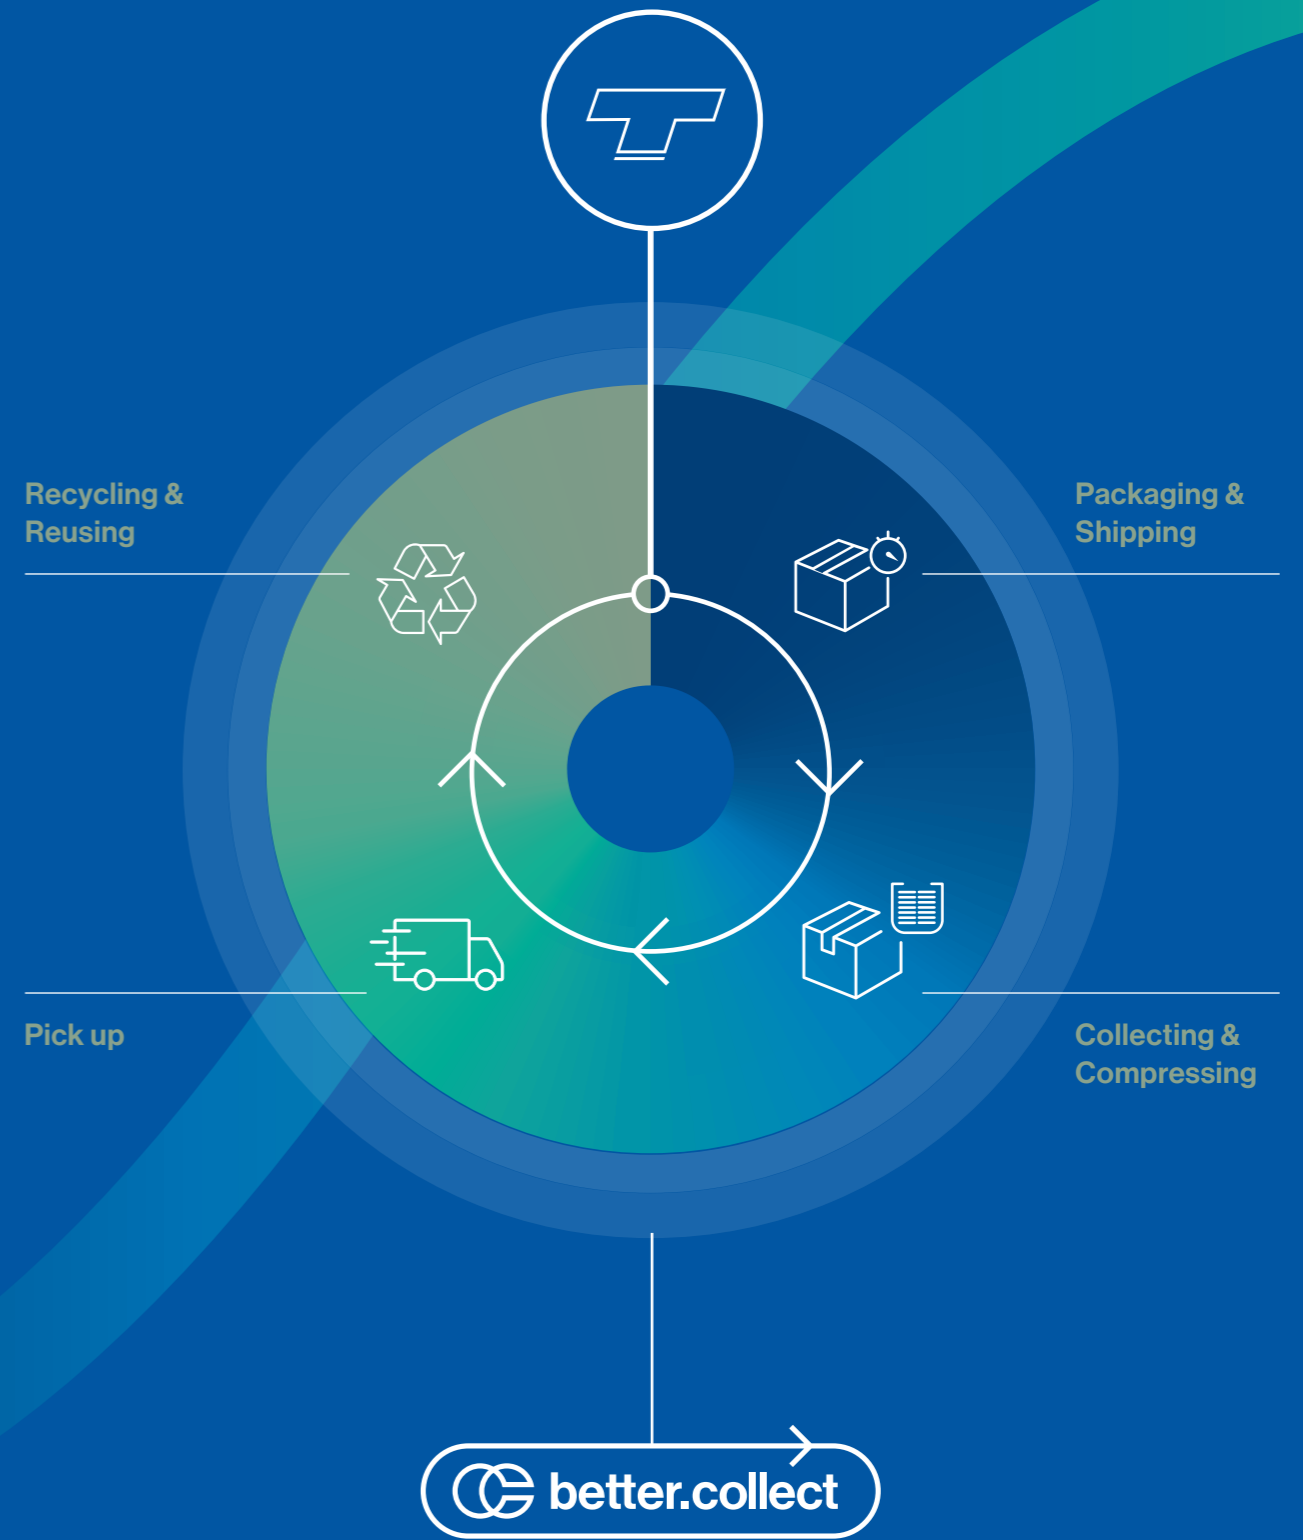 Recycling &
Reusing
Packaging &
Shipping
Pick up
Collecting &
Compressing
better.collect